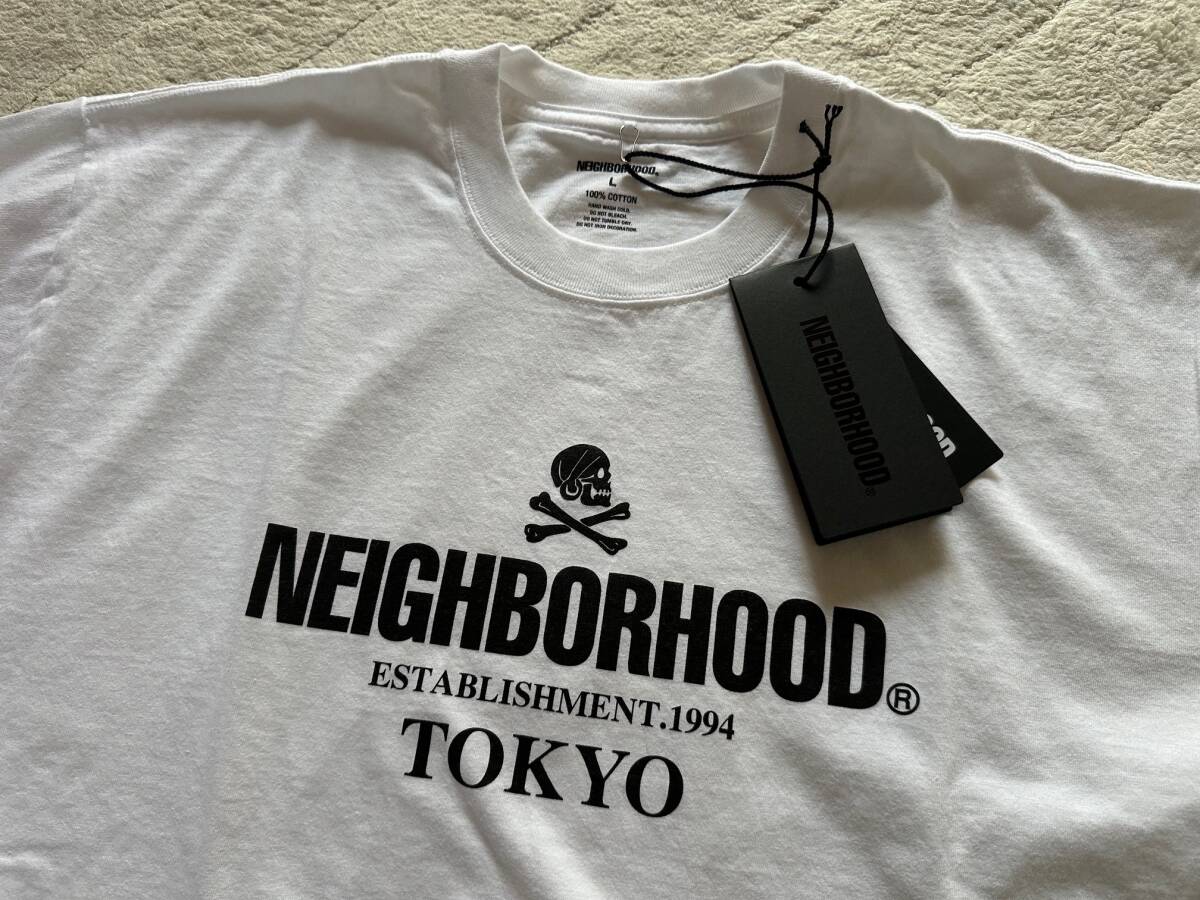 NEIGHBORHOOD®
L
100% COTTON
HAND WASH COLD.
DO NOT BLEACH.
DO NOT TUMBLE DRY.
DO NOT IRON DECORATION.
NEIGHBORHOOD®
NEIGHBORHOOD®
ESTABLISHMENT.1994
TOKYO